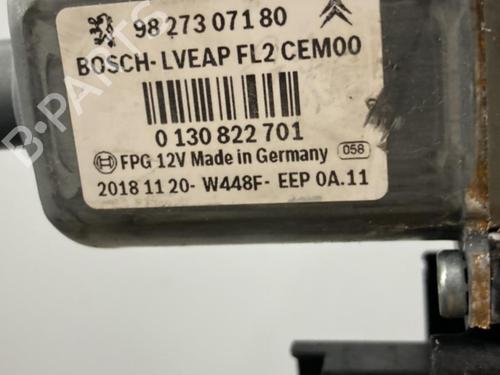 98 273 071 80
BOSCH- LVEAP FL2 CEM00
0 130 822 701
FPG 12V Made in Germany 058
2018 11 20- W448F- EEP 0A.11
B-PARTS